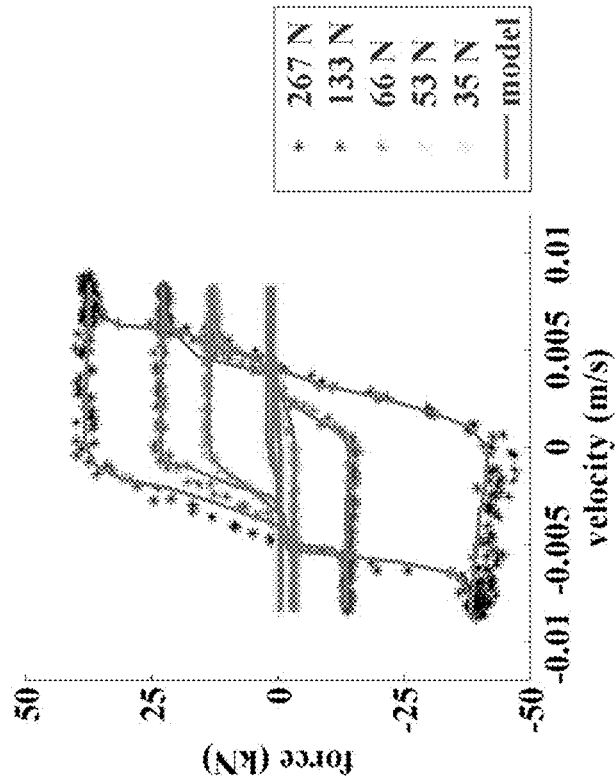 50
25
0
-25
-50
force (kN)
-0.01
-0.005
0
0.005
0.01
velocity (m/s)
267 N
133 N
66 N
53 N
35 N
model